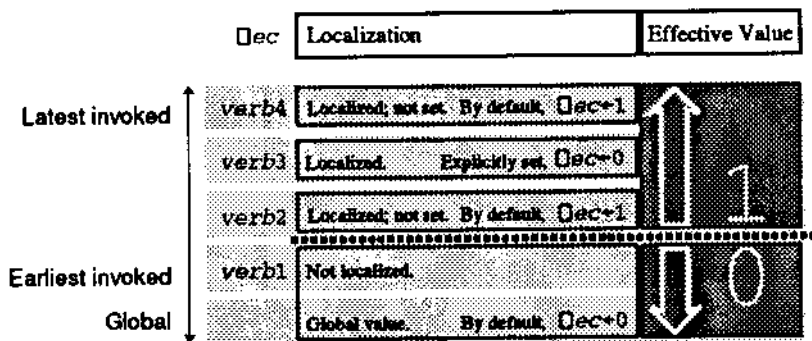 ⎕ec Localization Effective Value
Latest invoked verb4 Localized; not set. By default, ⎕ec←1
verb3 Localized. Explicitly set, ⎕ec←0
verb2 Localized; not set. By default, ⎕ec←1
1
Earliest invoked verb1 Not localized.
0
Global Global value. By default, ⎕ec←0